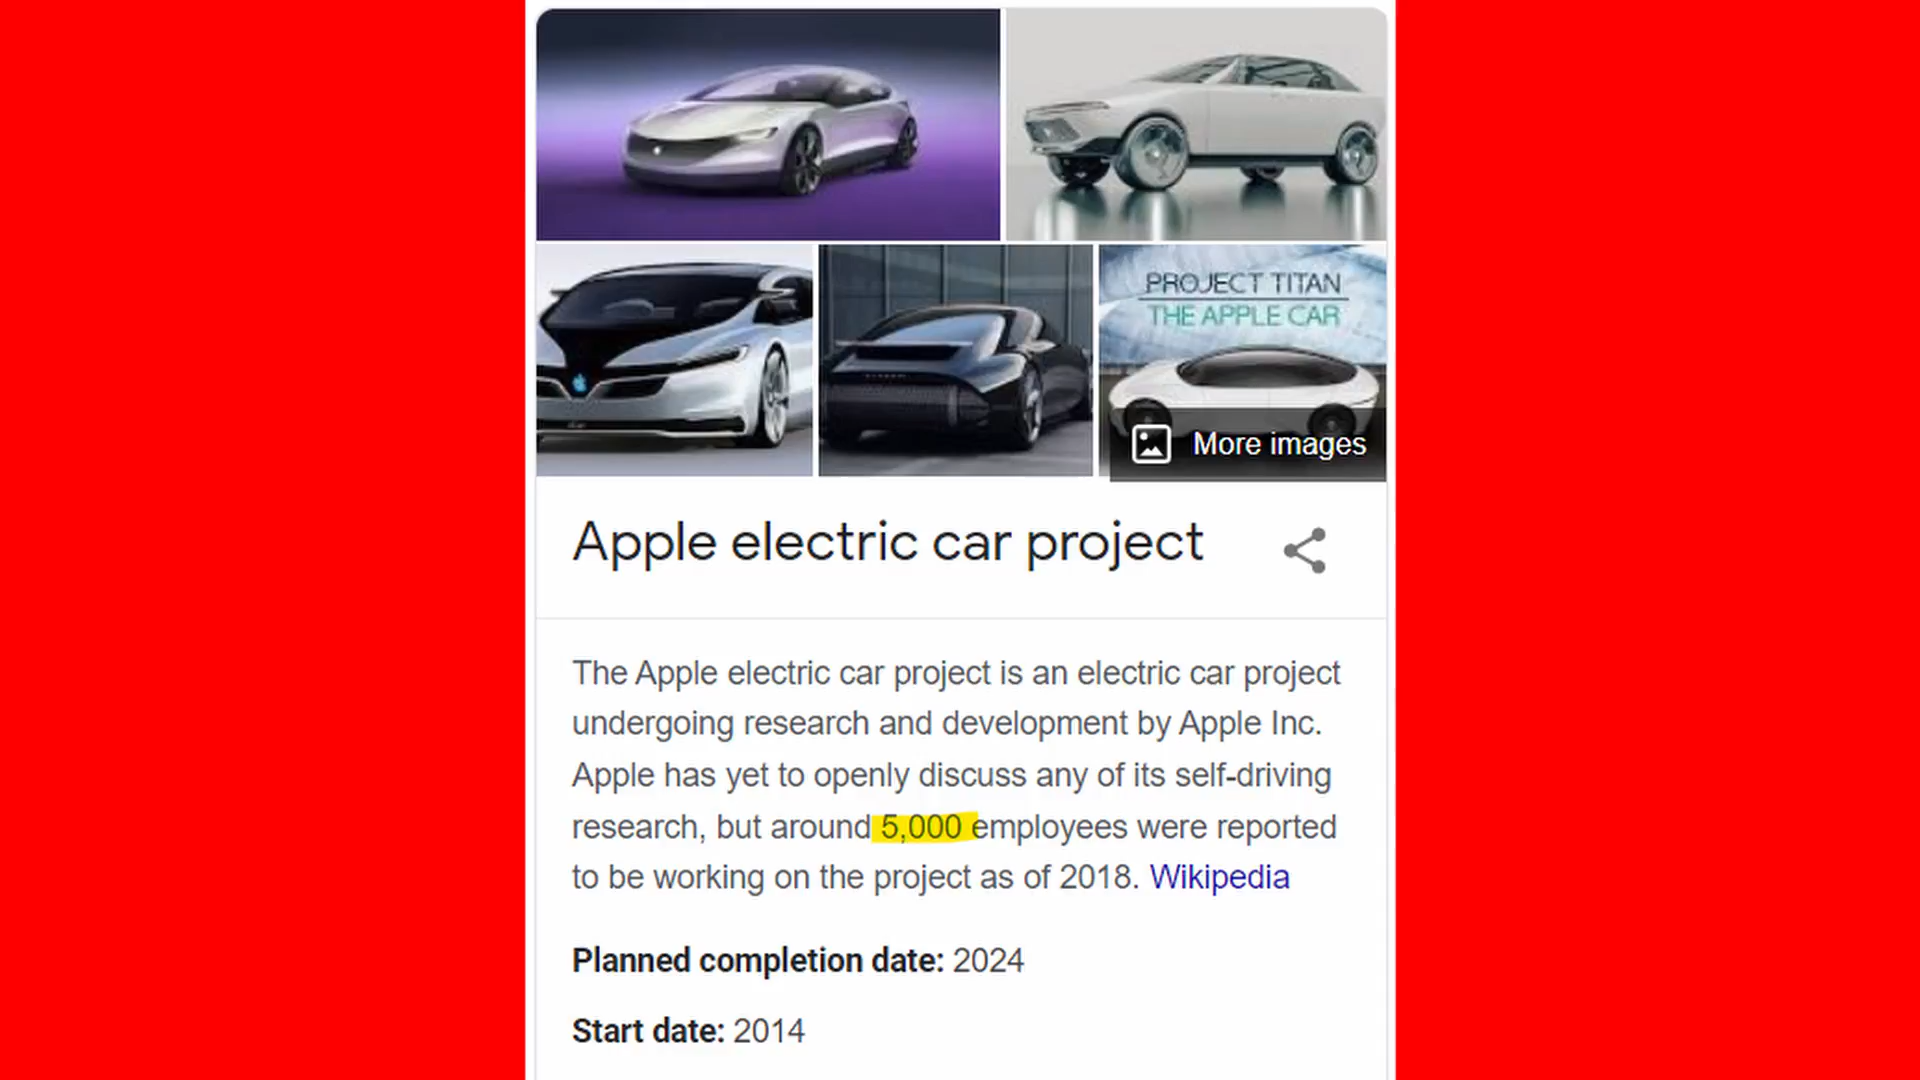 PROJECT TITAN
THE APPLE CAR
More images
Apple electric car project
The Apple electric car project is an electric car project
undergoing research and development by Apple Inc.
Apple has yet to openly discuss any of its self-driving
research, but around 5,000 employees were reported
to be working on the project as of 2018. Wikipedia
Planned completion date: 2024
Start date: 2014